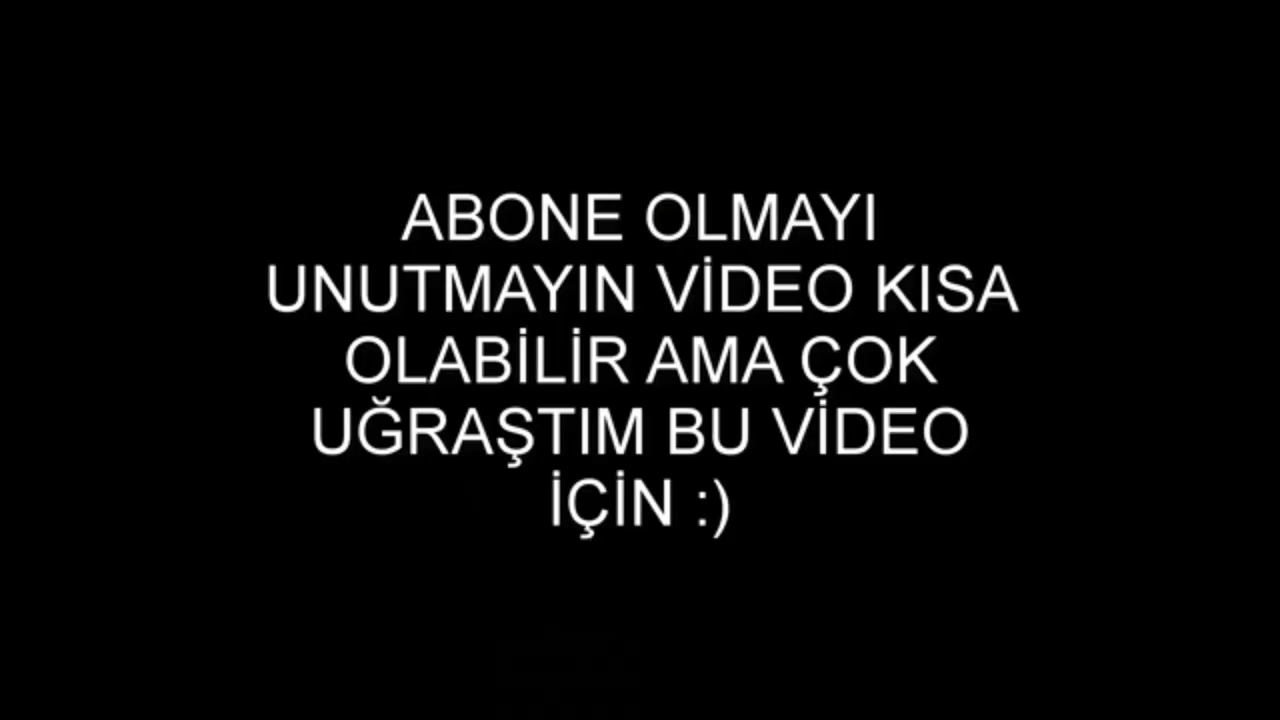 ABONE OLMAYI
UNUTMAYIN VİDEO KISA
OLABİLİR AMA ÇOK
UĞRAŞTIM BU VİDEO
İÇİN :)